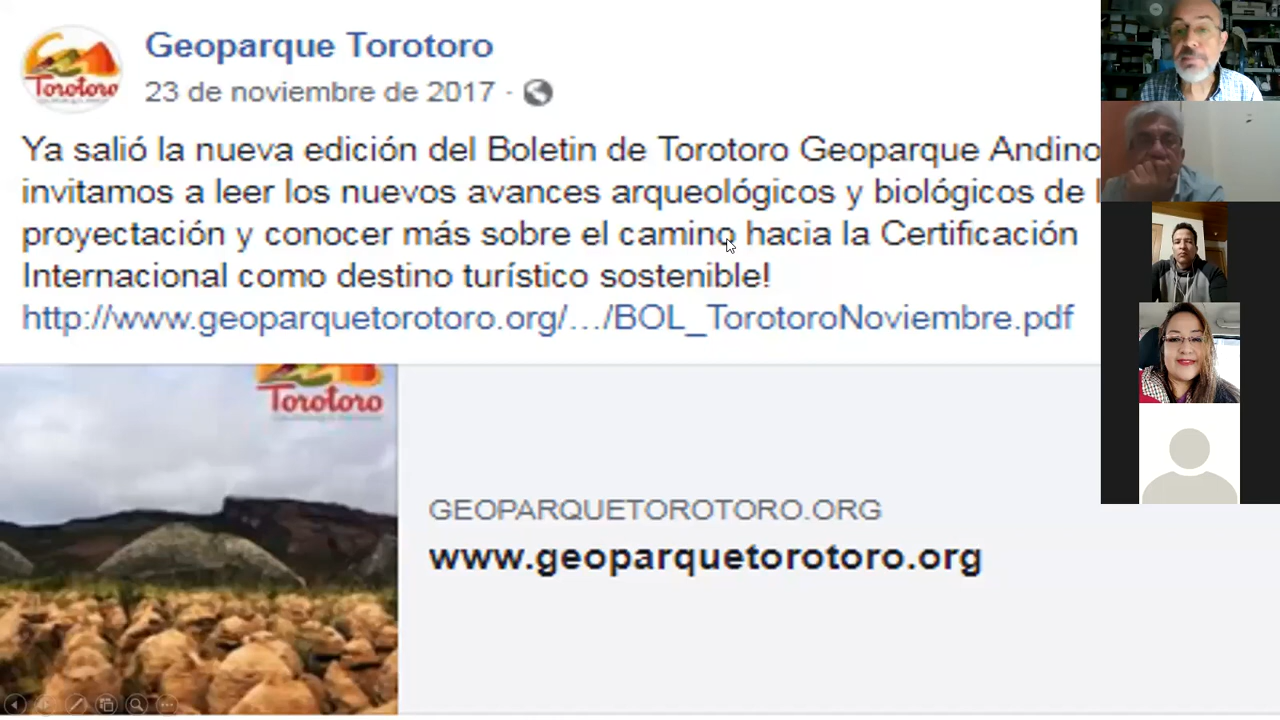 Torotoro
Geoparque Torotoro
23 de noviembre de 2017 ·
Ya salió la nueva edición del Boletin de Torotoro Geoparque Andino
invitamos a leer los nuevos avances arqueológicos y biológicos de
proyectación y conocer más sobre el camino hacia la Certificación
Internacional como destino turístico sostenible!
http://www.geoparquetorotoro.org/.../BOL_TorotoroNoviembre.pdf
Torotoro
GEOPARQUETOROTORO.ORG
www.geoparquetorotoro.org